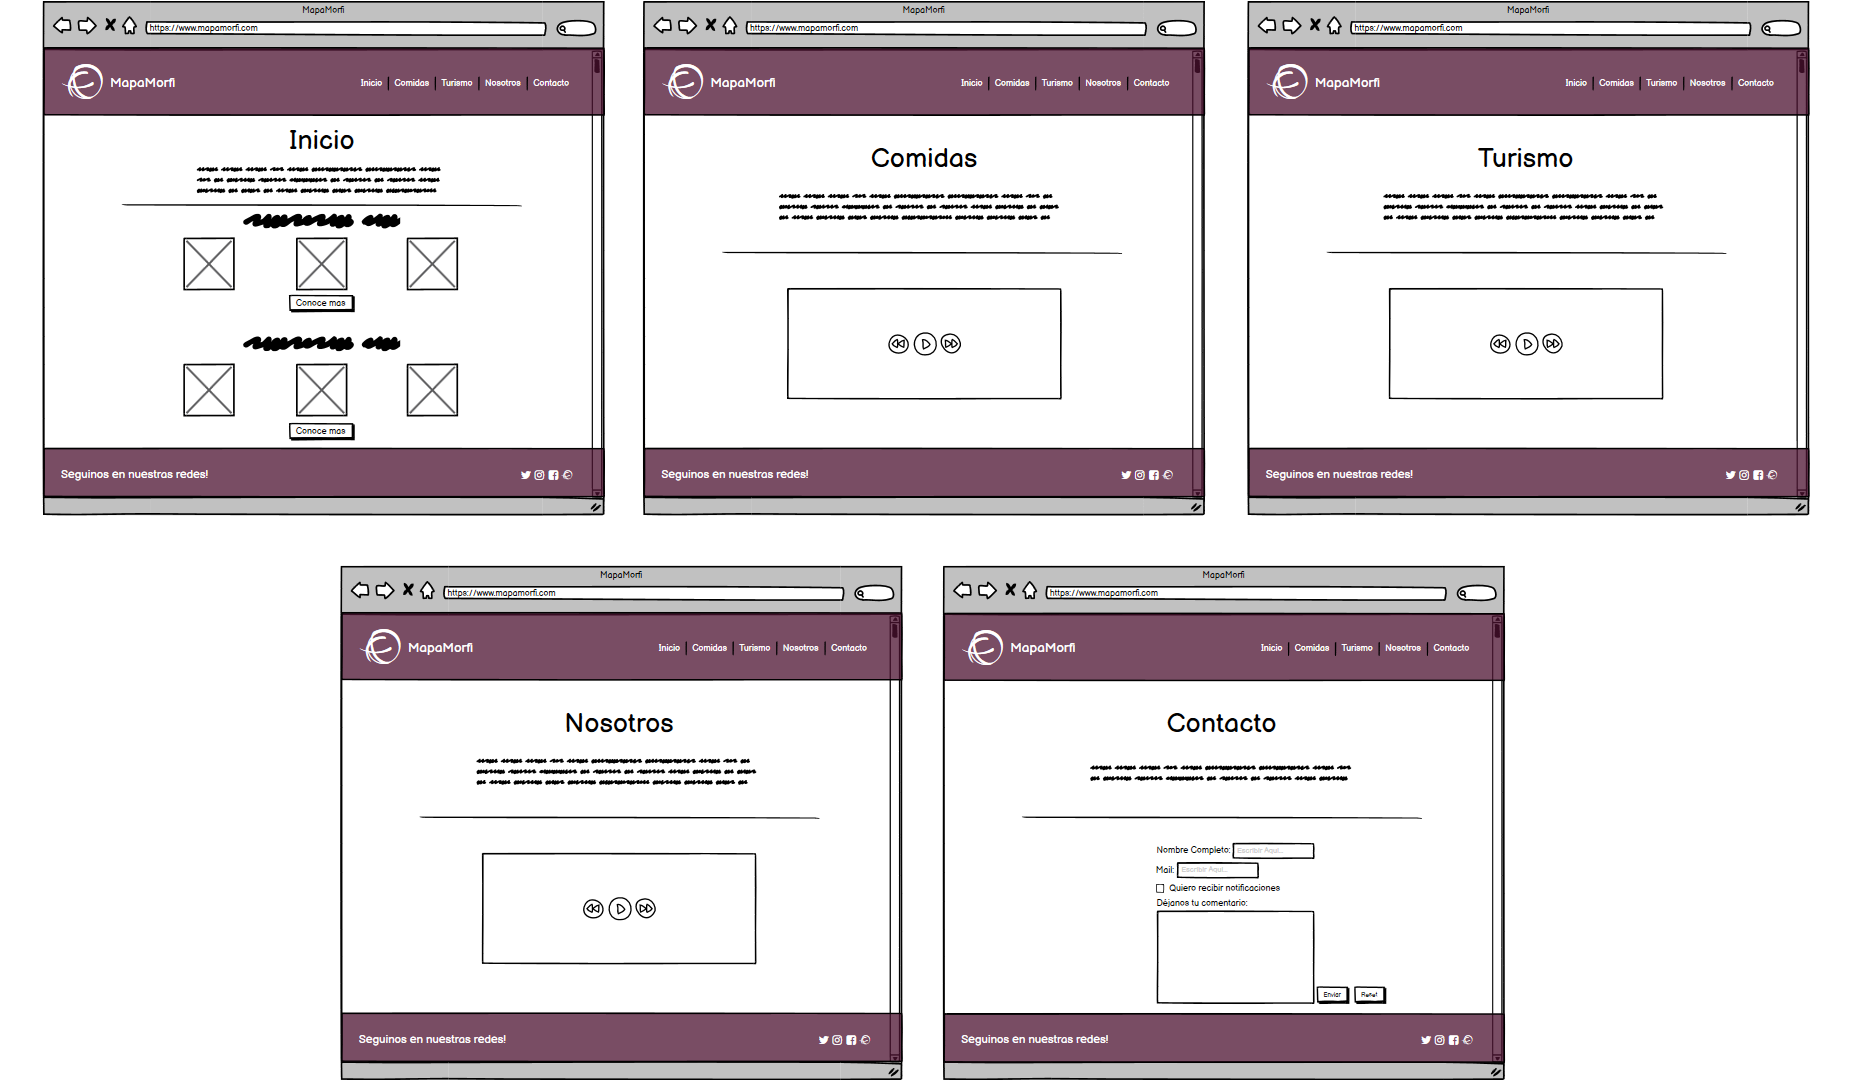 MapaMorfi
https://www.mapamorfi.com
MapaMorfi
Inicio Comidas Turismo Nosotros Contacto
Inicio
Conoce mas
Conoce mas
Seguinos en nuestras redes!
MapaMorfi
https://www.mapamorfi.com
MapaMorfi
Inicio Comidas Turismo Nosotros Contacto
Comidas
Seguinos en nuestras redes!
MapaMorfi
https://www.mapamorfi.com
MapaMorfi
Inicio Comidas Turismo Nosotros Contacto
Turismo
Seguinos en nuestras redes!
MapaMorfi
https://www.mapamorfi.com
MapaMorfi
Inicio Comidas Turismo Nosotros Contacto
Nosotros
Seguinos en nuestras redes!
MapaMorfi
https://www.mapamorfi.com
MapaMorfi
Inicio Comidas Turismo Nosotros Contacto
Contacto
Nombre Completo: Escribir Aqui...
Mail: Escribir Aqui...
Quiero recibir notificaciones
Déjanos tu comentario:
Enviar Reset
Seguinos en nuestras redes!